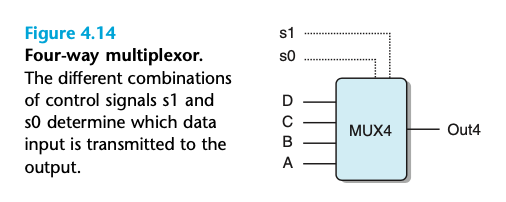 Figure 4.14
Four-way multiplexor.
The different combinations
of control signals s1 and
s0 determine which data
input is transmitted to the
output.
s1
s0
D
C
B
A
MUX4
Out4